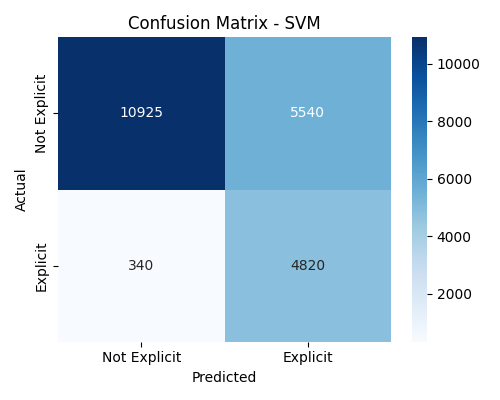 Confusion Matrix - SVM
Actual
Not Explicit
10925
5540
Explicit
340
4820
Not Explicit
Explicit
Predicted
10000
8000
6000
4000
2000